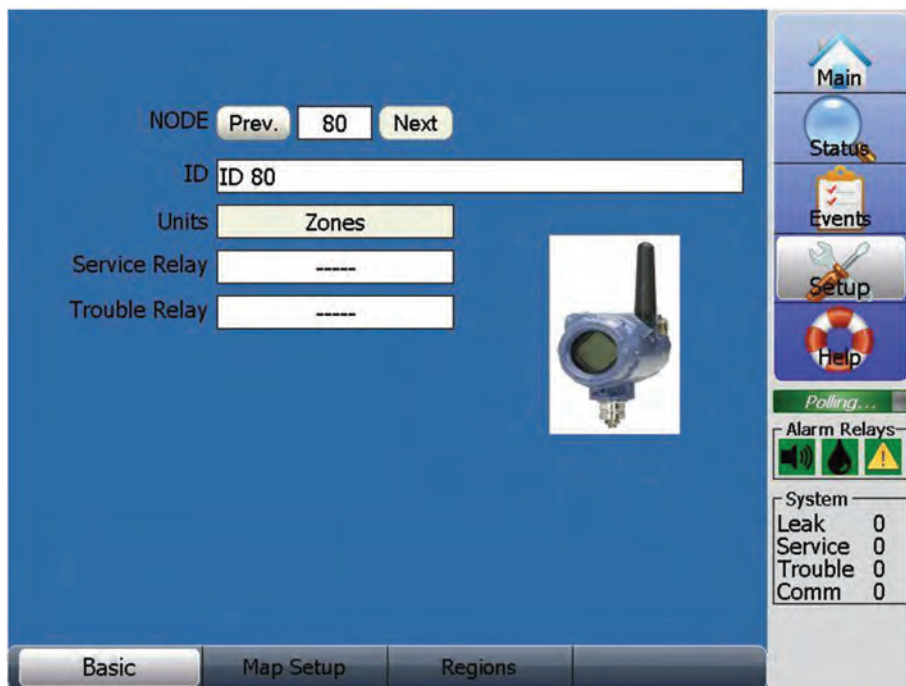 NODE Prev. 80 Next
ID ID 80
Units Zones
Service Relay -----
Trouble Relay -----
Basic Map Setup Regions
Main
Status
Events
Setup
Help
Polling...
Alarm Relays
System
Leak 0
Service 0
Trouble 0
Comm 0